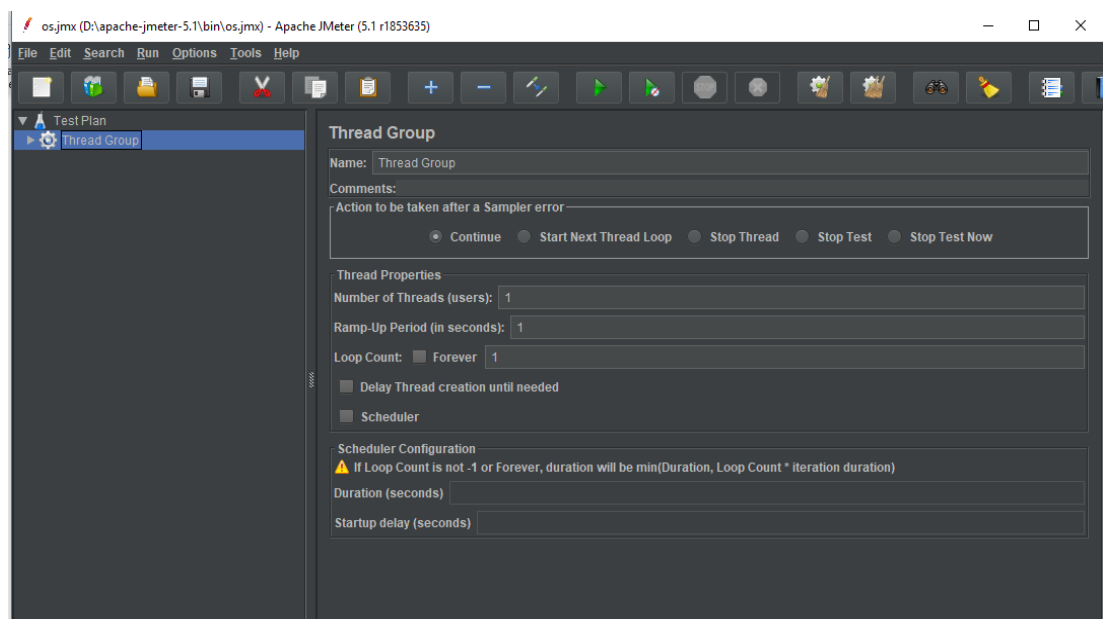 os.jmx (D:\apache-jmeter-5.1\bin\os.jmx) - Apache JMeter (5.1 r1853635)
File Edit Search Run Options Tools Help
STOP
Test Plan
Thread Group
Thread Group
Name: Thread Group
Comments:
Action to be taken after a Sampler error
Continue Start Next Thread Loop Stop Thread Stop Test Stop Test Now
Thread Properties
Number of Threads (users): 1
Ramp-Up Period (in seconds): 1
Loop Count: Forever 1
Delay Thread creation until needed
Scheduler
Scheduler Configuration
If Loop Count is not -1 or Forever, duration will be min(Duration, Loop Count * iteration duration)
Duration (seconds)
Startup delay (seconds)